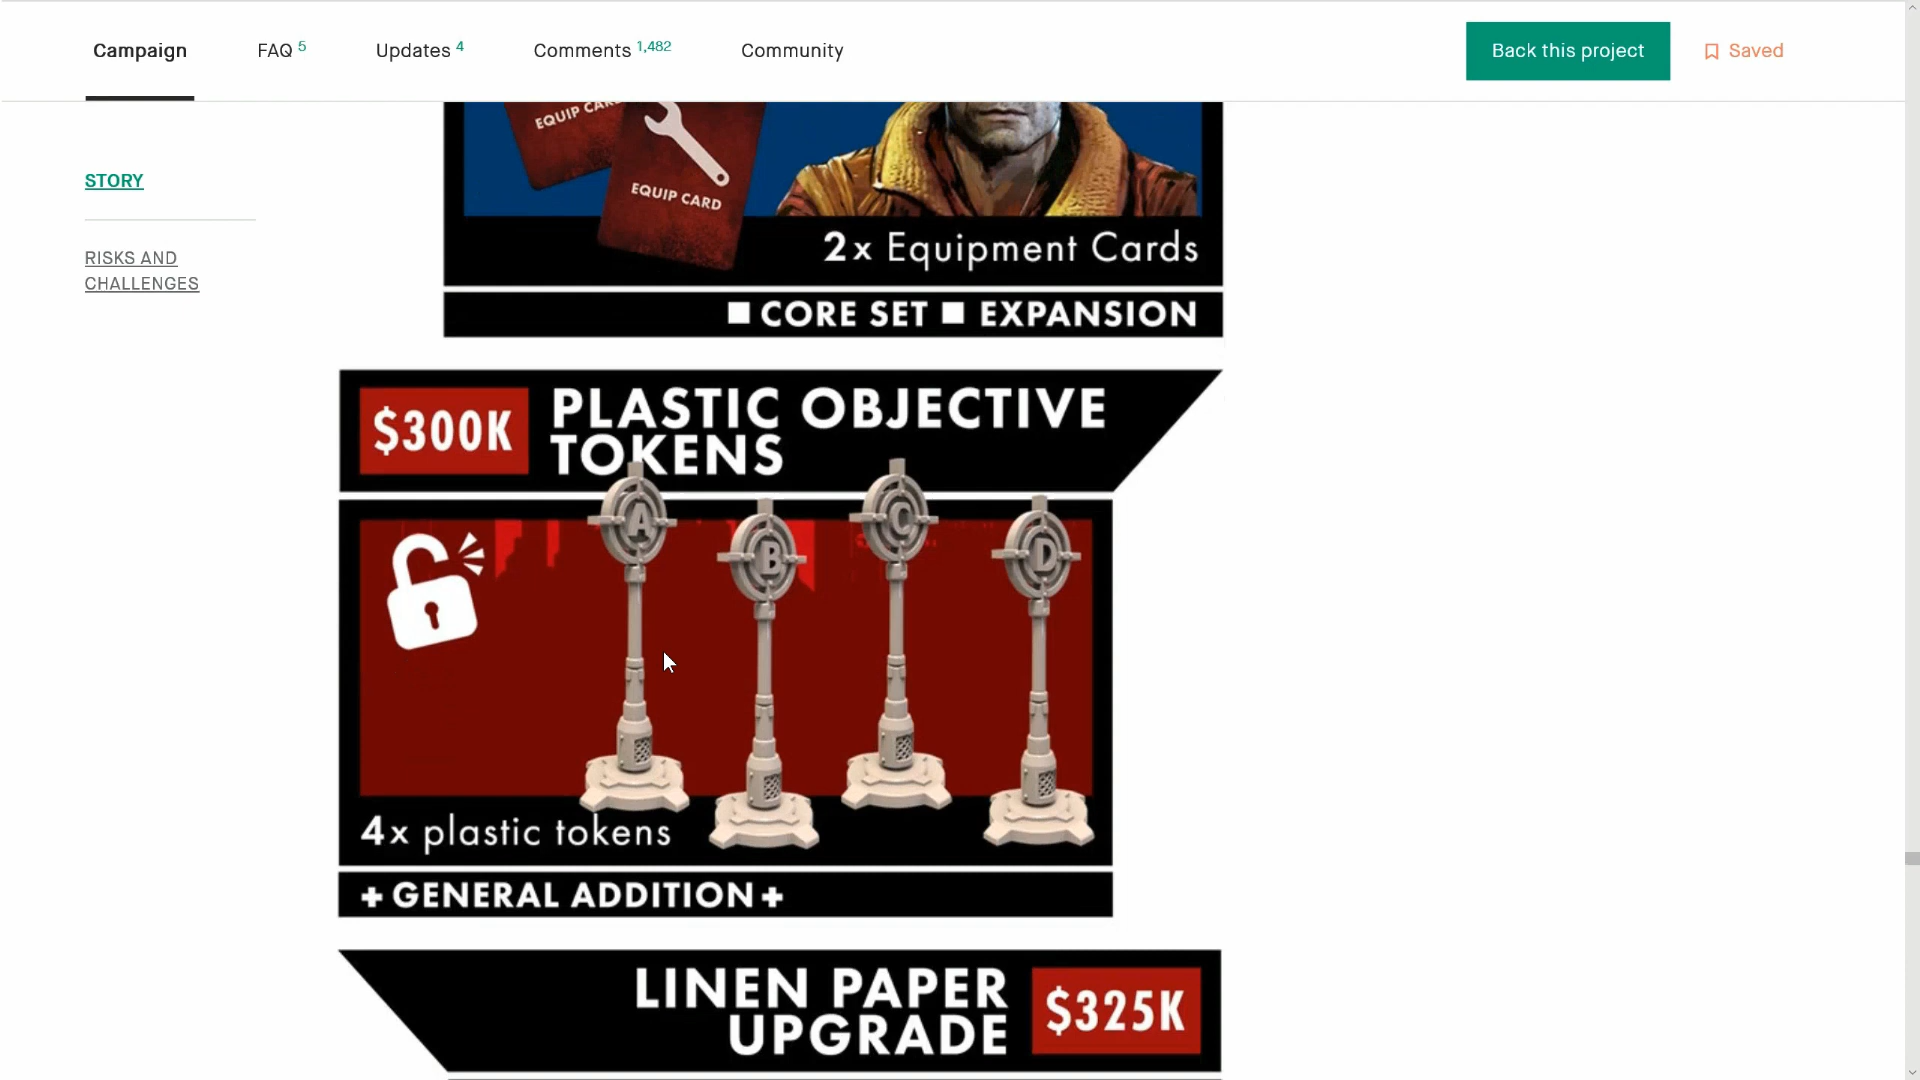 Campaign
FAQ 5
Updates 4
Comments 1,482
Community
Back this project
Saved
STORY
RISKS AND
CHALLENGES
EQUIP CAR
EQUIP CARD
2x Equipment Cards
CORE SET EXPANSION
$300K
PLASTIC OBJECTIVE
TOKENS
A
B
C
D
4x plastic tokens
+ GENERAL ADDITION +
LINEN PAPER
UPGRADE
$325K